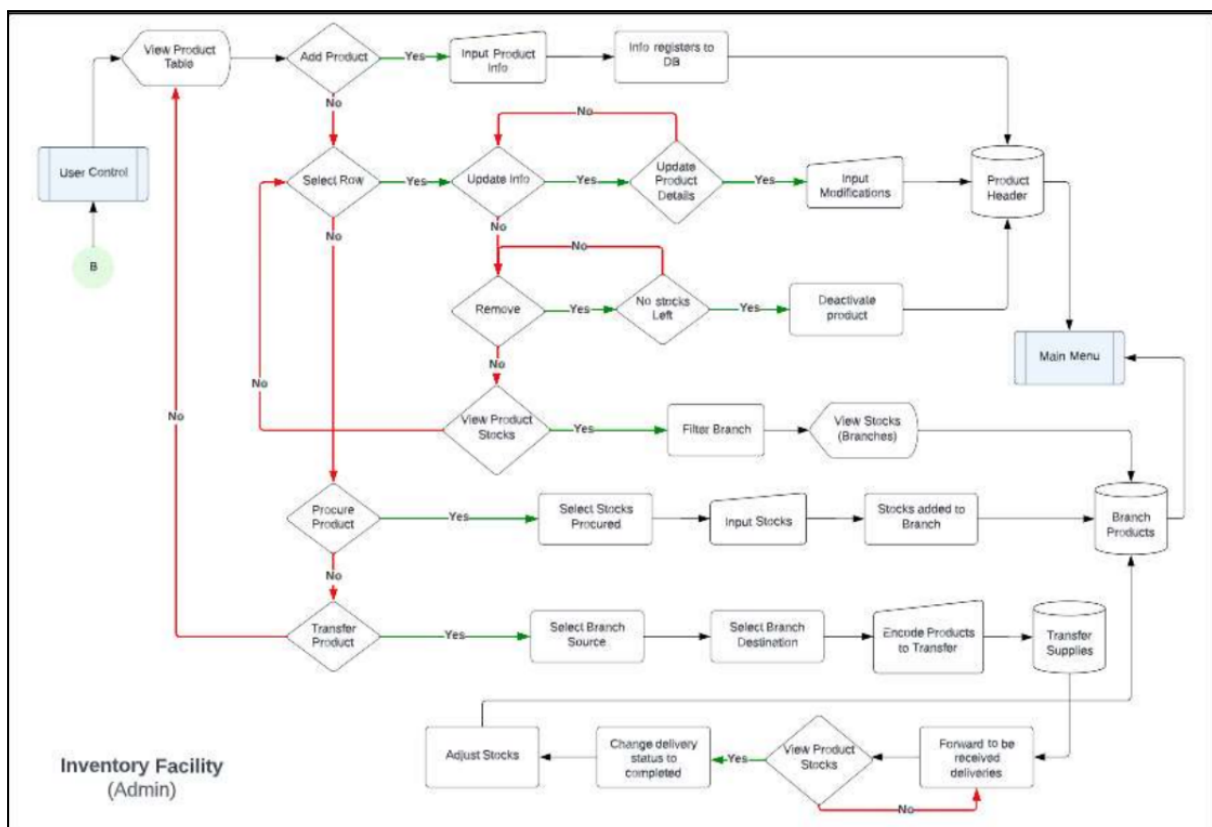 View Product
Table
Add Product
Yes
Input Product
Info
Info registers to
DB
No
No
User Control
Select Row
Yes
Update Info
Yes
Update
Product
Details
Yes
Input
Modifications
Product
Header
No
No
B
No
Remove
Yes
No stocks
Left
Yes
Deactivate
product
Main Menu
No
No
No
View Product
Stocks
Yes
Filter Branch
View Stocks
(Branches)
Procure
Product
Yes
Select Stocks
Procured
Input Stocks
Stocks added to
Branch
Branch
Products
No
Transfer
Product
Yes
Select Branch
Source
Select Branch
Destination
Encode Products
to Transfer
Transfer
Supplies
Adjust Stocks
Change delivery
status to
completed
Yes
View Product
Stocks
Forward to be
received
deliveries
No
Inventory Facility
(Admin)